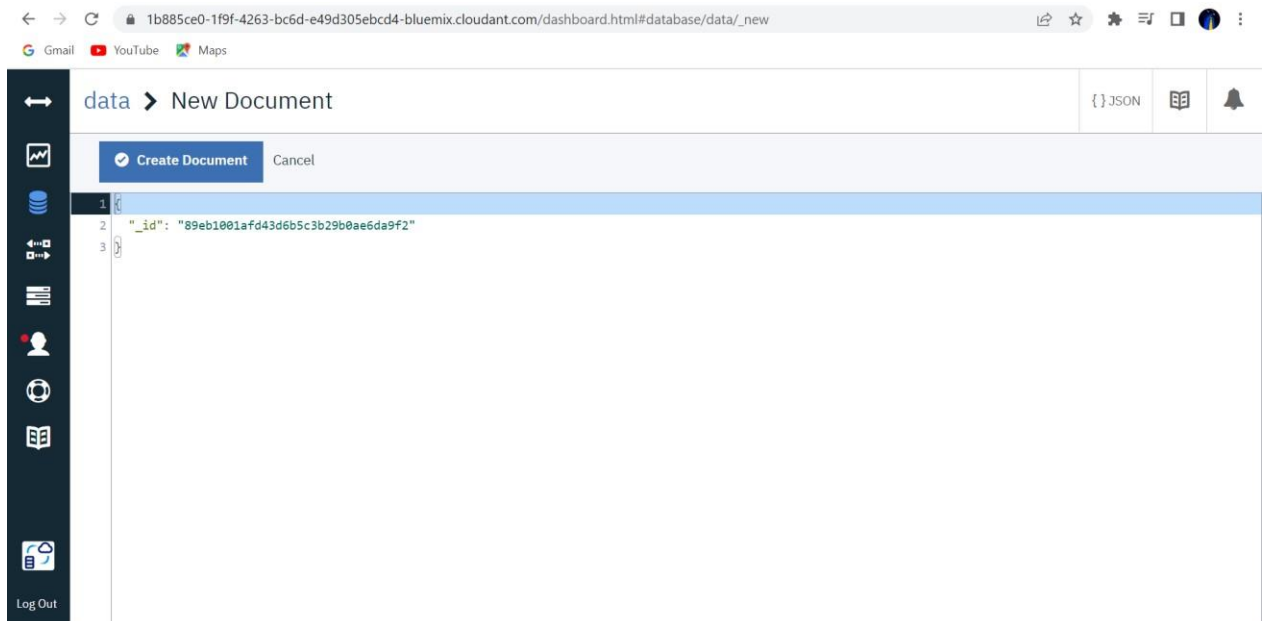 1b885ce0-1f9f-4263-bc6d-e49d305ebcd4-bluemix.cloudant.com/dashboard.html#database/data/_new
Gmail YouTube Maps
data > New Document { } JSON
Create Document Cancel
1 {
2 "_id": "89eb1001afd43d6b5c3b29b0ae6da9f2"
3 }
Log Out